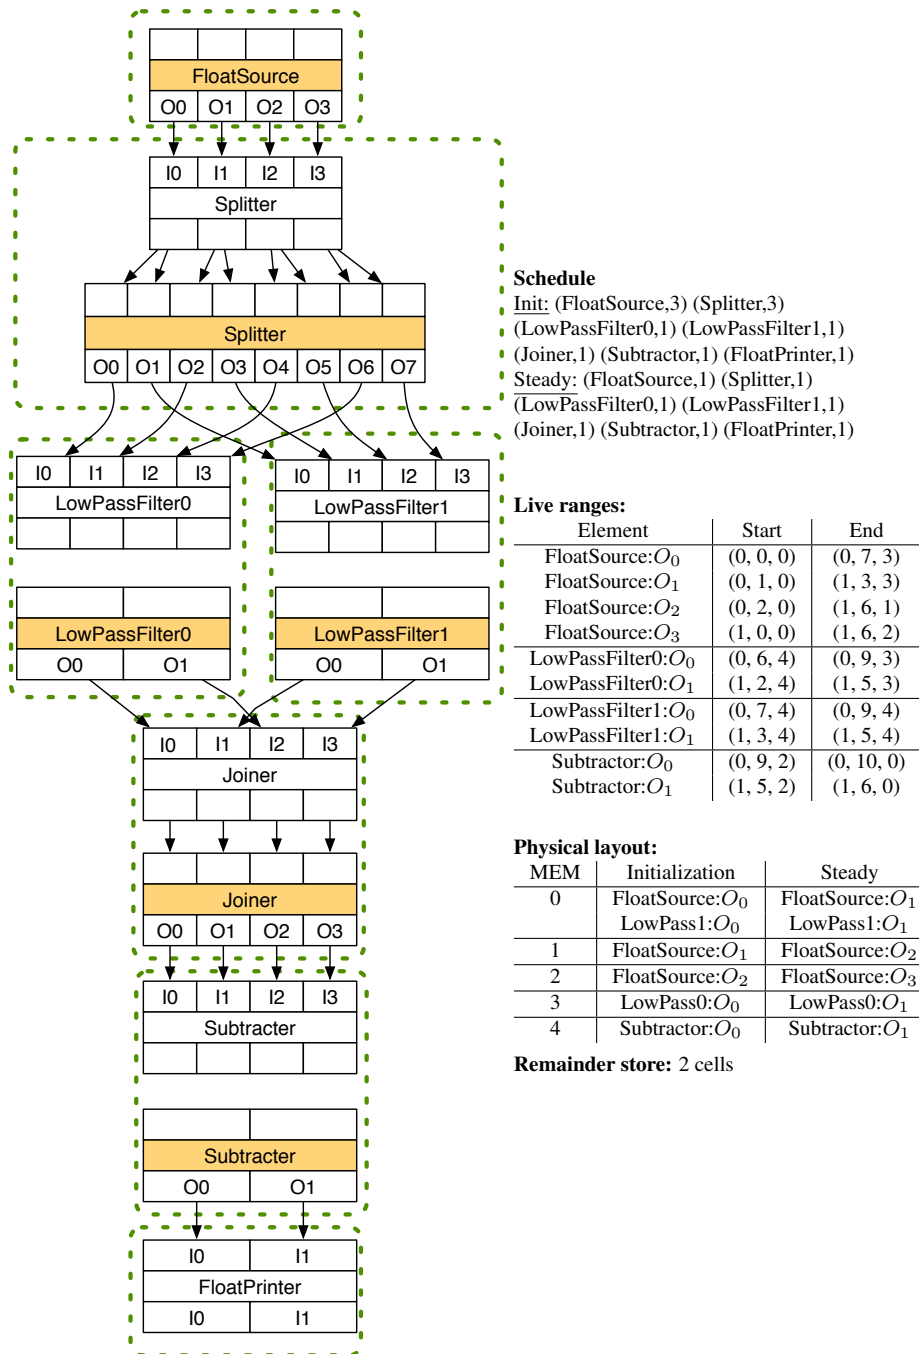 FloatSource
O0 O1 O2 O3
I0 I1 I2 I3
Splitter
Splitter
O0 O1 O2 O3 O4 O5 O6 O7
I0 I1 I2 I3
LowPassFilter0
I0 I1 I2 I3
LowPassFilter1
LowPassFilter0
O0 O1
LowPassFilter1
O0 O1
I0 I1 I2 I3
Joiner
Joiner
O0 O1 O2 O3
I0 I1 I2 I3
Subtracter
Subtracter
O0 O1
I0 I1
FloatPrinter
I0 I1
Schedule
Init: (FloatSource,3) (Splitter,3)
(LowPassFilter0,1) (LowPassFilter1,1)
(Joiner,1) (Subtractor,1) (FloatPrinter,1)
Steady: (FloatSource,1) (Splitter,1)
(LowPassFilter0,1) (LowPassFilter1,1)
(Joiner,1) (Subtractor,1) (FloatPrinter,1)
Live ranges:
Element Start End
FloatSource:O₀ (0, 0, 0) (0, 7, 3)
FloatSource:O₁ (0, 1, 0) (1, 3, 3)
FloatSource:O₂ (0, 2, 0) (1, 6, 1)
FloatSource:O₃ (1, 0, 0) (1, 6, 2)
LowPassFilter0:O₀ (0, 6, 4) (0, 9, 3)
LowPassFilter0:O₁ (1, 2, 4) (1, 5, 3)
LowPassFilter1:O₀ (0, 7, 4) (0, 9, 4)
LowPassFilter1:O₁ (1, 3, 4) (1, 5, 4)
Subtractor:O₀ (0, 9, 2) (0, 10, 0)
Subtractor:O₁ (1, 5, 2) (1, 6, 0)
Physical layout:
MEM Initialization Steady
0 FloatSource:O₀ FloatSource:O₁
LowPass1:O₀ LowPass1:O₁
1 FloatSource:O₁ FloatSource:O₂
2 FloatSource:O₂ FloatSource:O₃
3 LowPass0:O₀ LowPass0:O₁
4 Subtractor:O₀ Subtractor:O₁
Remainder store: 2 cells